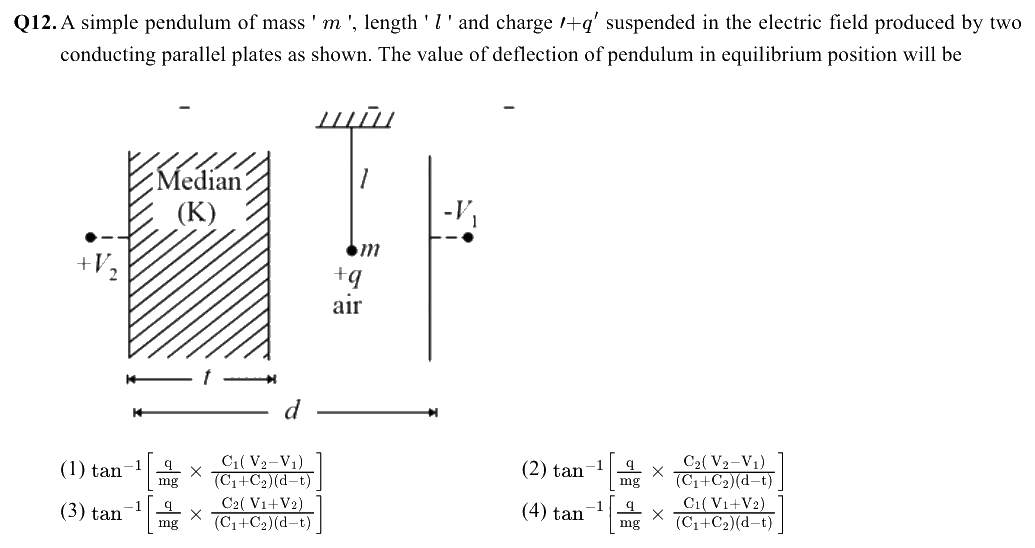 Q12. A simple pendulum of mass ' m ', length ' l ' and charge '+q' suspended in the electric field produced by two
conducting parallel plates as shown. The value of deflection of pendulum in equilibrium position will be
Median
(K)
l
-V₁
m
+V₂
+q
air
t
d
(1) tan⁻¹[q/mg × C₁( V₂−V₁)/(C₁+C₂)(d−t)]
(2) tan⁻¹[q/mg × C₂( V₂−V₁)/(C₁+C₂)(d−t)]
(3) tan⁻¹[q/mg × C₂( V₁+V₂)/(C₁+C₂)(d−t)]
(4) tan⁻¹[q/mg × C₁( V₁+V₂)/(C₁+C₂)(d−t)]